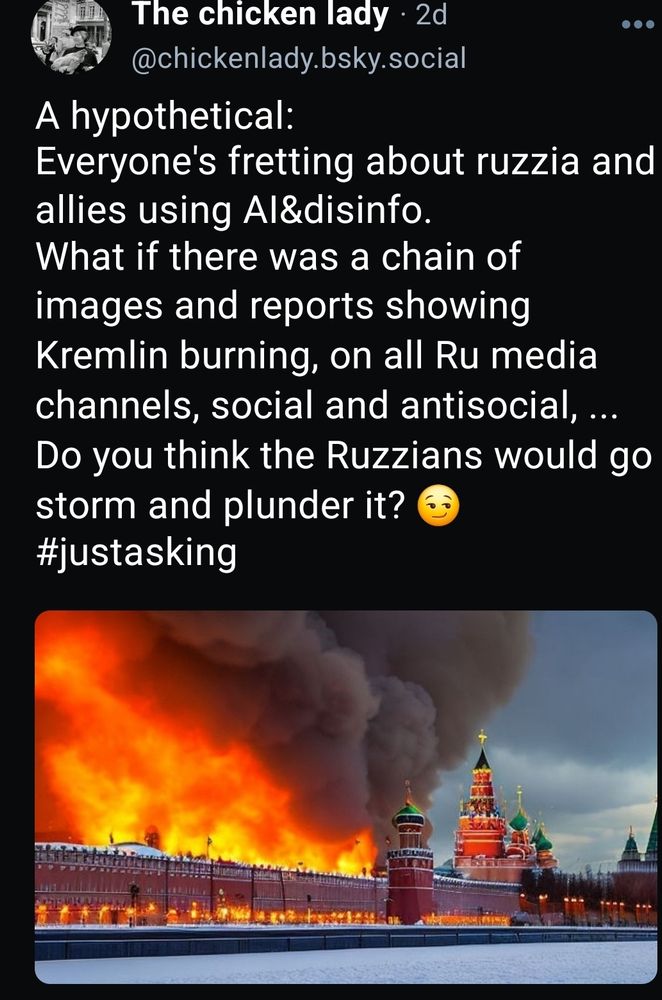 The chicken lady · 2d
@chickenlady.bsky.social
A hypothetical:
Everyone's fretting about ruzzia and
allies using AI&disinfo.
What if there was a chain of
images and reports showing
Kremlin burning, on all Ru media
channels, social and antisocial, ...
Do you think the Ruzzians would go
storm and plunder it? 😏
#justasking